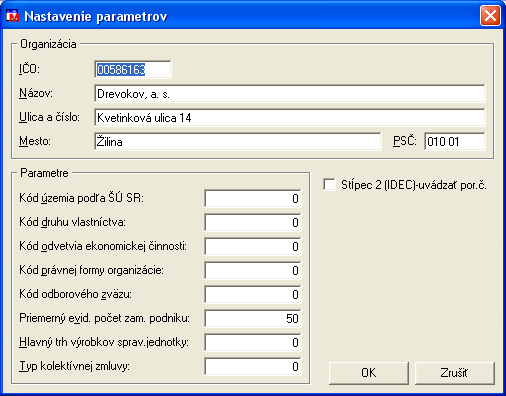 Nastavenie parametrov
Organizácia
IČO: 00586163
Názov: Drevokov, a. s.
Ulica a číslo: Kvetinková ulica 14
Mesto: Žilina PSČ: 010 01
Parametre
Kód územia podľa ŠÚ SR: 0
Kód druhu vlastníctva: 0
Kód odvetvia ekonomickej činnosti: 0
Kód právnej formy organizácie: 0
Kód odborového zväzu: 0
Priemerný evid. počet zam. podniku: 50
Hlavný trh výrobkov sprav.jednotky: 0
Typ kolektívnej zmluvy: 0
Stĺpec 2 (IDEC)-uvádzať por.č.
OK Zrušiť